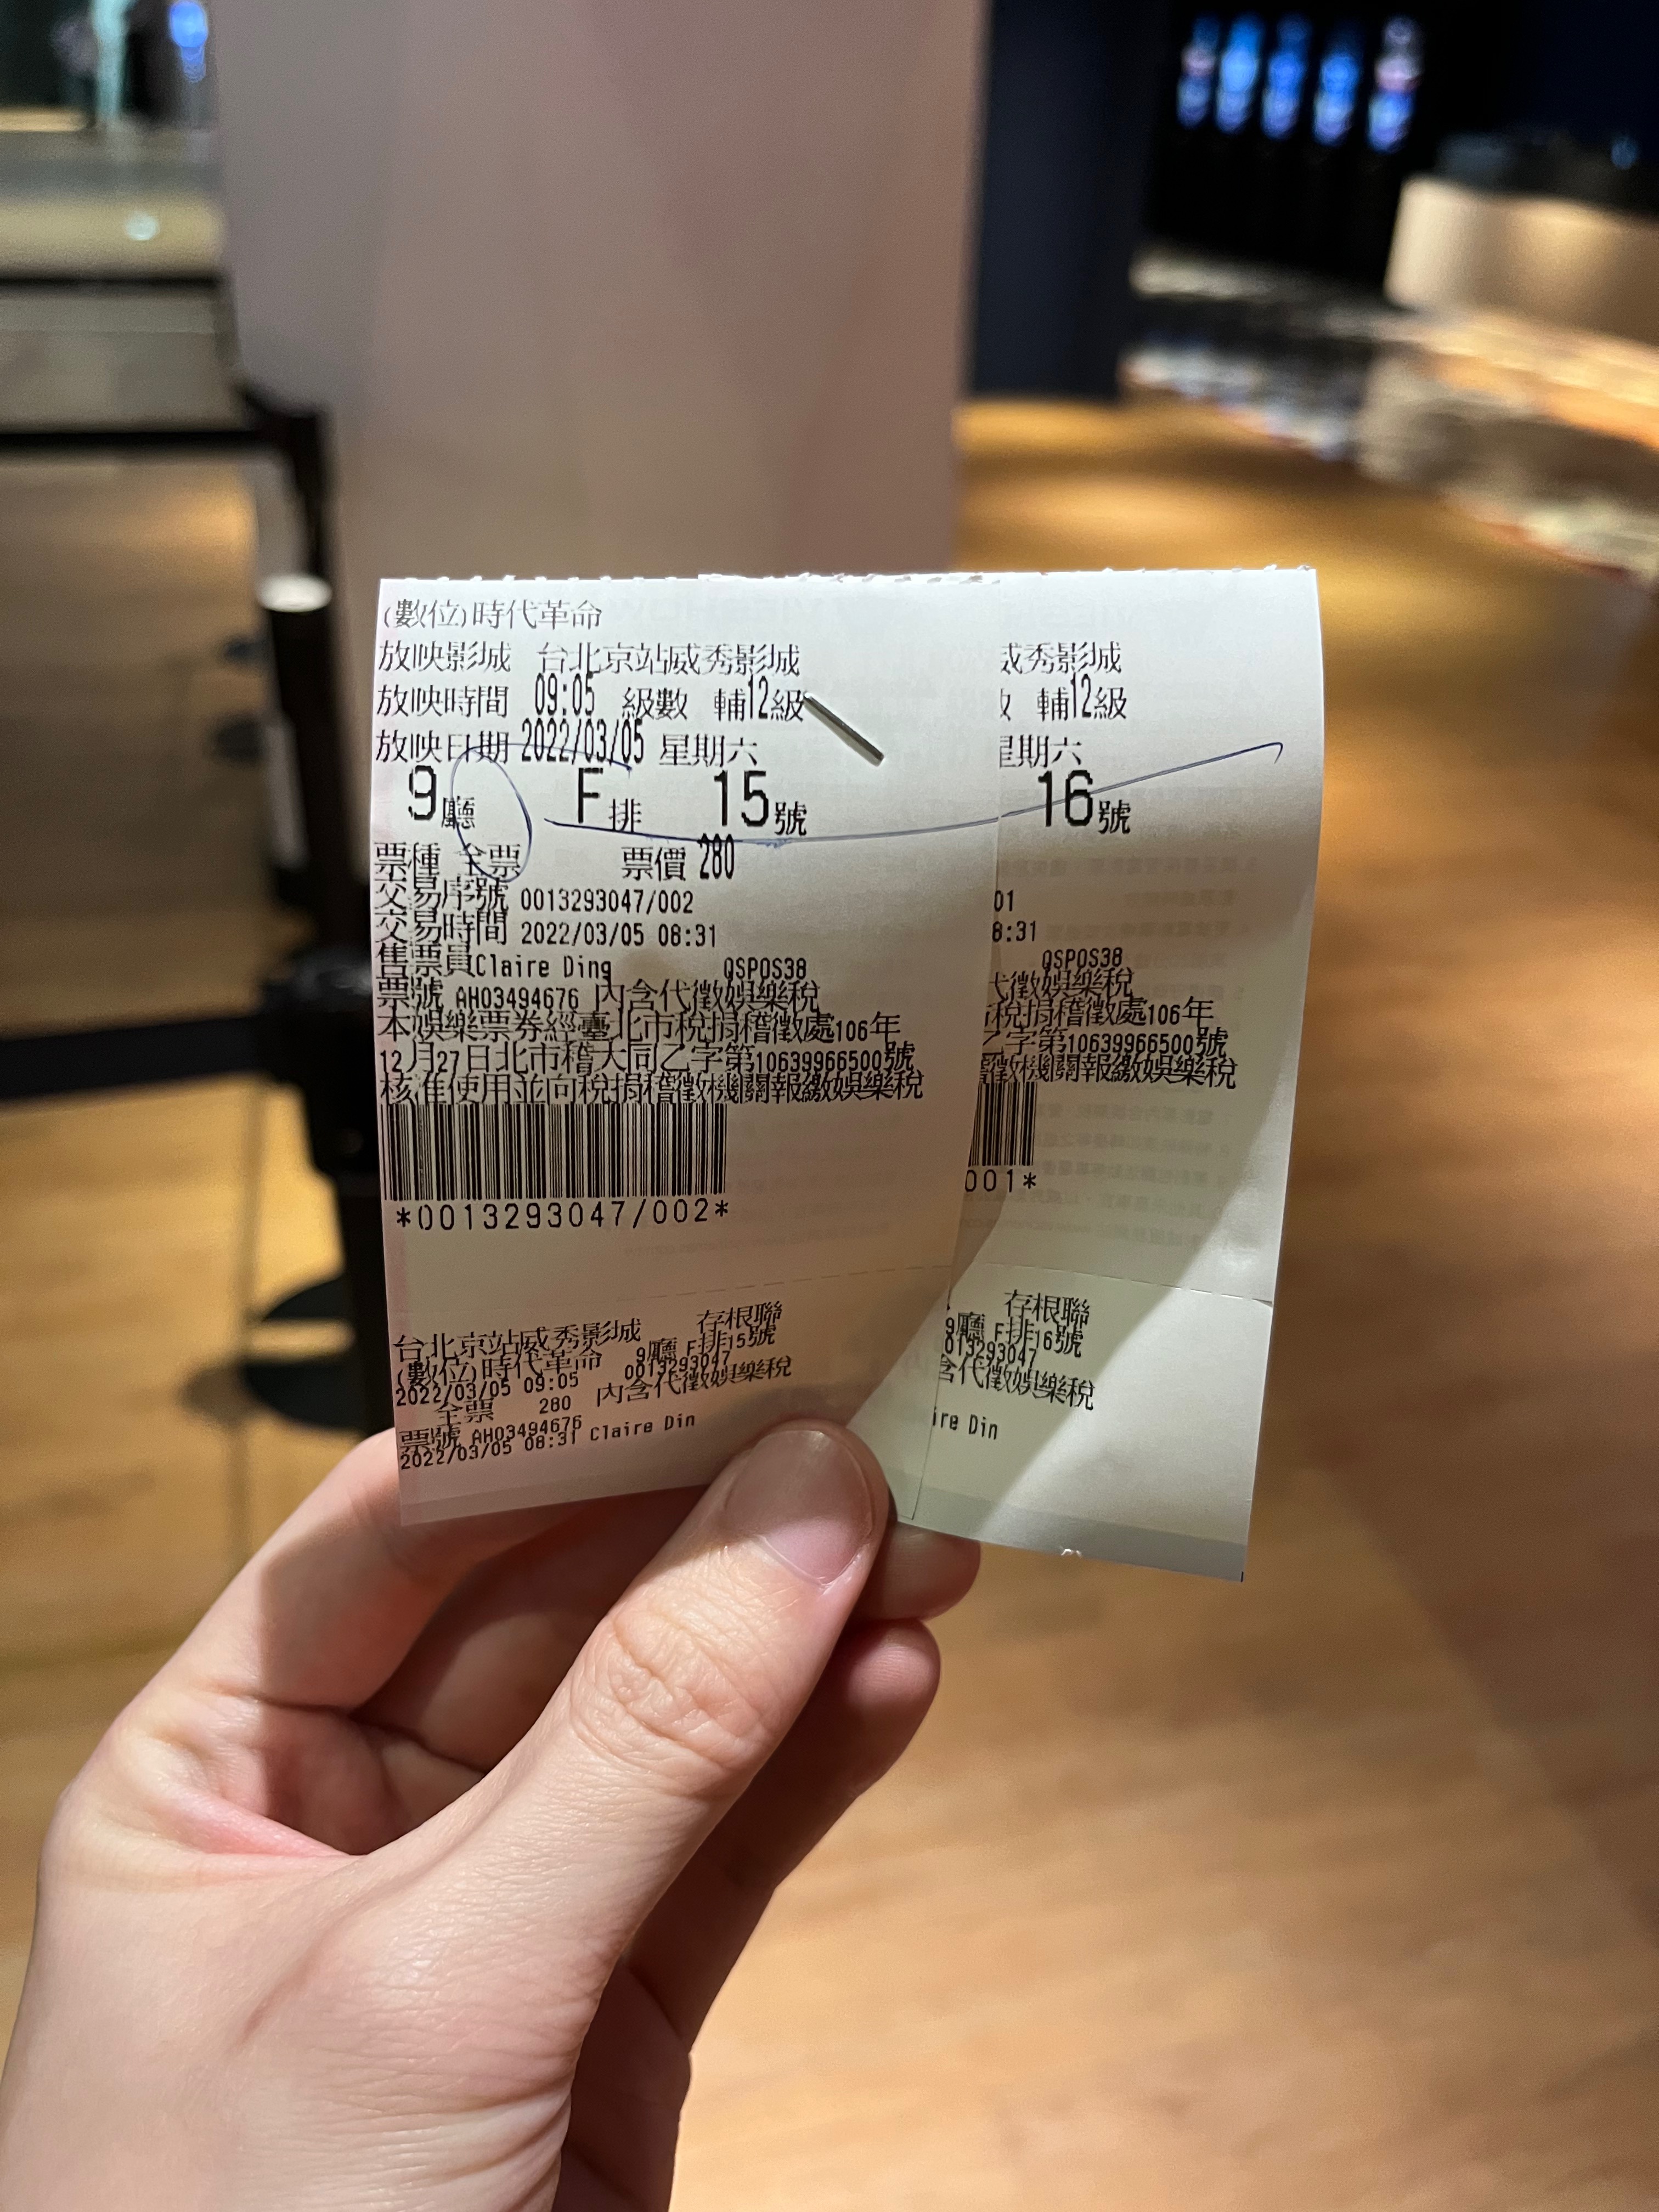 (數位)時代革命
放映影城 台北京站威秀影城
放映時間 09:05 級數 輔12級
放映日期 2022/03/05 星期六
9廳 F排 15號
票種 全票 票價 280
交易序號 0013293047/002
交易時間 2022/03/05 08:31
售票員Claire Ding QSPOS38
票號 AH03494676 內含代徵娛樂稅
本娛樂票券經臺北市稅捐稽徵處106年
12月27日北市稽大同乙字第10639966500號
核准使用並向稅捐稽徵機關報繳娛樂稅
*0013293047/002*
存根聯
台北京站威秀影城 9廳 F排15號
(數位)時代革命 0013293047
2022/03/05 09:05 內含代徵娛樂稅
全票 280
票號 AH03494676
2022/03/05 08:31 Claire Din
秀影城
輔12級
星期六
16號
01
8:31
QSPOS38
代徵娛樂稅
稅捐稽徵處106年
乙字第10639966500號
徵機關報繳娛樂稅
001*
存根聯
9廳 F排16號
013293047
含代徵娛樂稅
ire Din